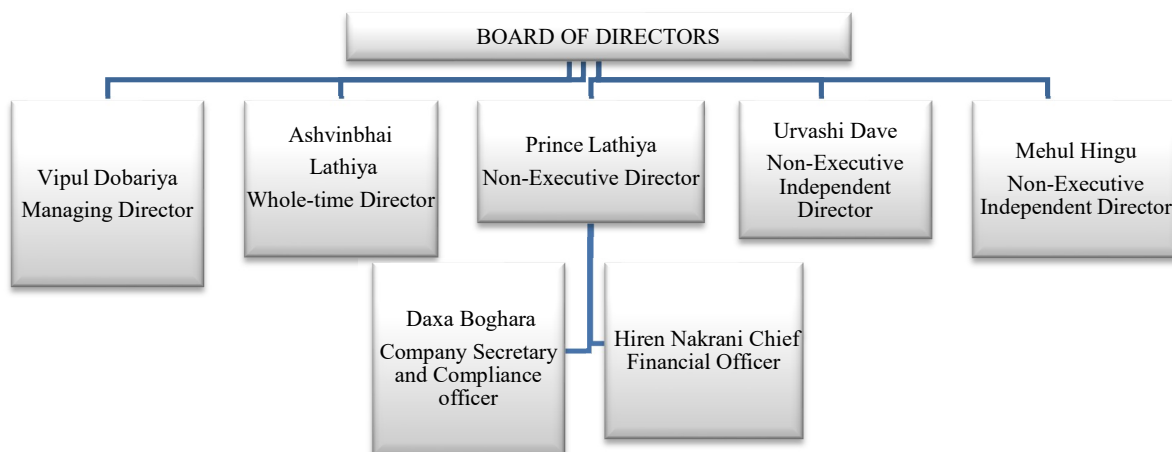 BOARD OF DIRECTORS
Vipul Dobariya
Managing Director
Ashvinbhai
Lathiya
Whole-time Director
Prince Lathiya
Non-Executive Director
Urvashi Dave
Non-Executive
Independent
Director
Mehul Hingu
Non-Executive
Independent Director
Daxa Boghara
Company Secretary
and Compliance
officer
Hiren Nakrani Chief
Financial Officer